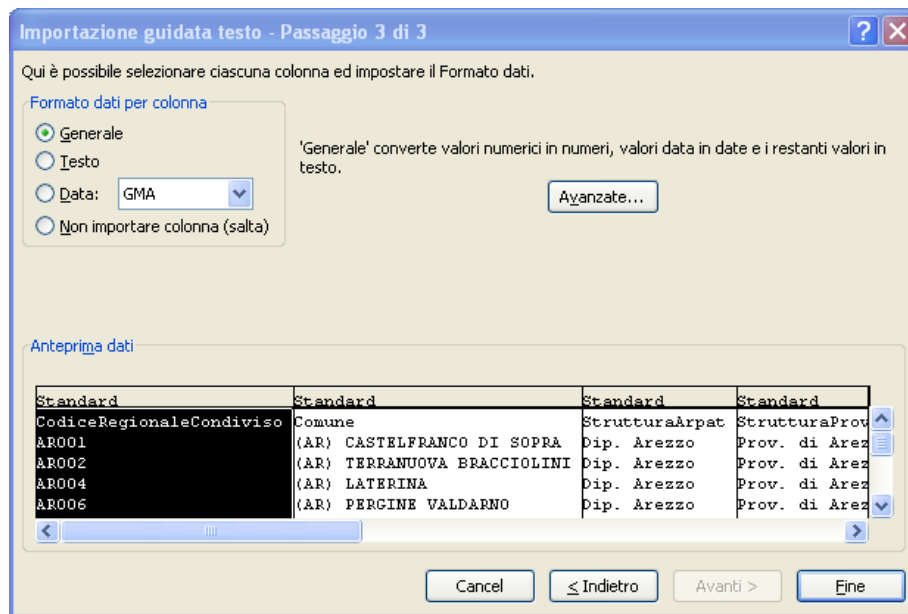 Importazione guidata testo - Passaggio 3 di 3
Qui è possibile selezionare ciascuna colonna ed impostare il Formato dati.
Formato dati per colonna
Generale
Testo
Data: GMA
Non importare colonna (salta)
'Generale' converte valori numerici in numeri, valori data in date e i restanti valori in
testo.
Avanzate...
Anteprima dati
Standard Standard Standard Standard
CodiceRegionaleCondiviso Comune StrutturaArpat StrutturaProv
AR001 (AR) CASTELFRANCO DI SOPRA Dip. Arezzo Prov. di Arez
AR002 (AR) TERRANUOVA BRACCIOLINI Dip. Arezzo Prov. di Arez
AR004 (AR) LATERINA Dip. Arezzo Prov. di Arez
AR006 (AR) PERGINE VALDARNO Dip. Arezzo Prov. di Arez
Cancel < Indietro Avanti > Fine